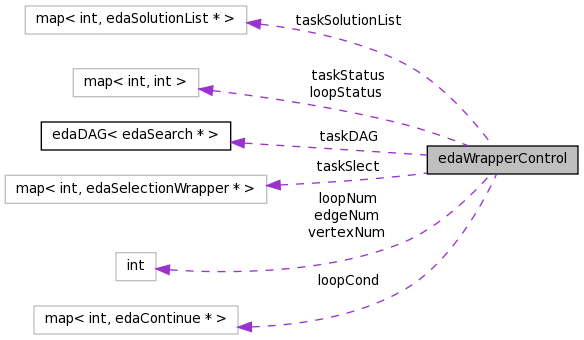 map< int, edaSolutionList * >
taskSolutionList
taskStatus
loopStatus
map< int, int >
edaDAG< edaSearch * >
taskDAG
edaWrapperControl
taskSlect
map< int, edaSelectionWrapper * >
loopNum
edgeNum
vertexNum
int
loopCond
map< int, edaContinue * >